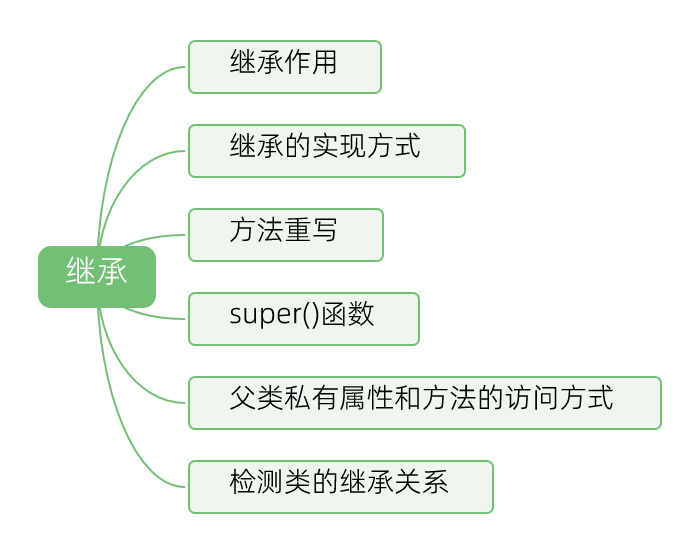 继承作用
继承的实现方式
方法重写
继承
super()函数
父类私有属性和方法的访问方式
检测类的继承关系